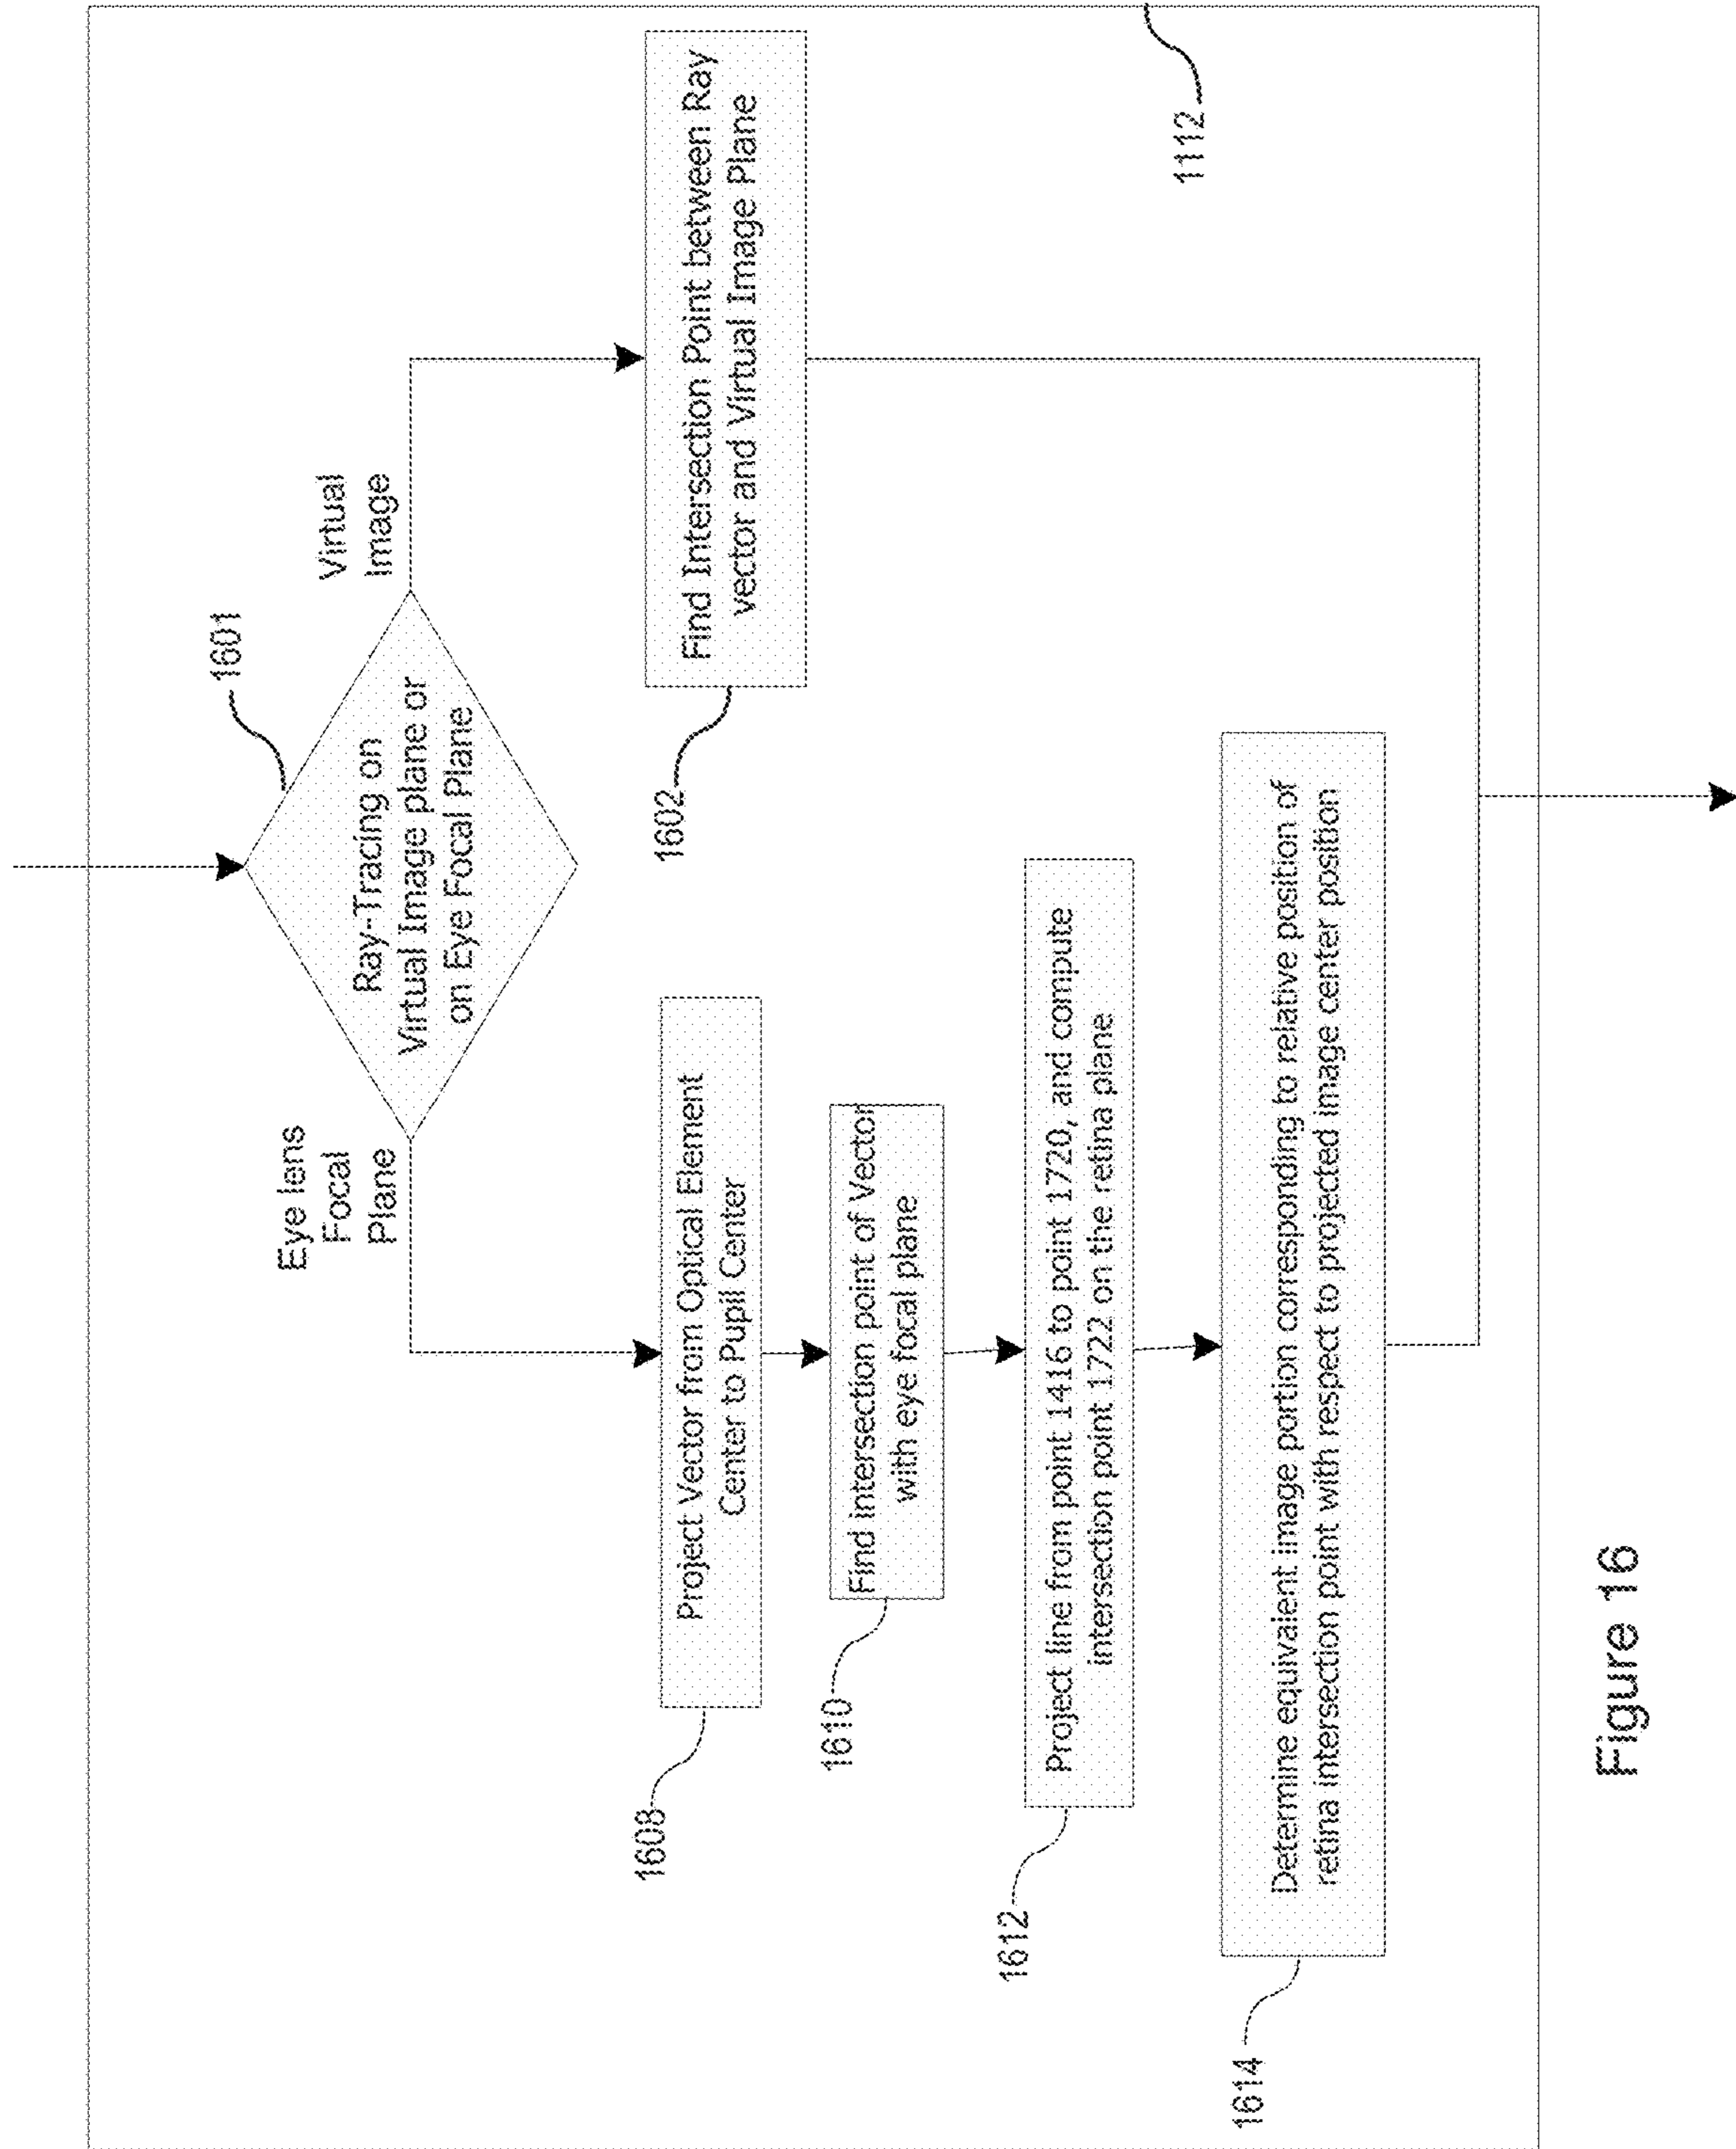 1601
Ray-Tracing on
Virtual Image plane or
on Eye Focal Plane
Eye lens
Focal
Plane
Virtual
Image
1608
Project Vector from Optical Element
Center to Pupil Center
1610
Find intersection point of Vector
with eye focal plane
1612
Project line from point 1416 to point 1720, and compute
intersection point 1722 on the retina plane
1614
Determine equivalent image portion corresponding to relative position of
retina intersection point with respect to projected image center position
1602
Find Intersection Point between Ray
vector and Virtual Image Plane
1112
Figure 16